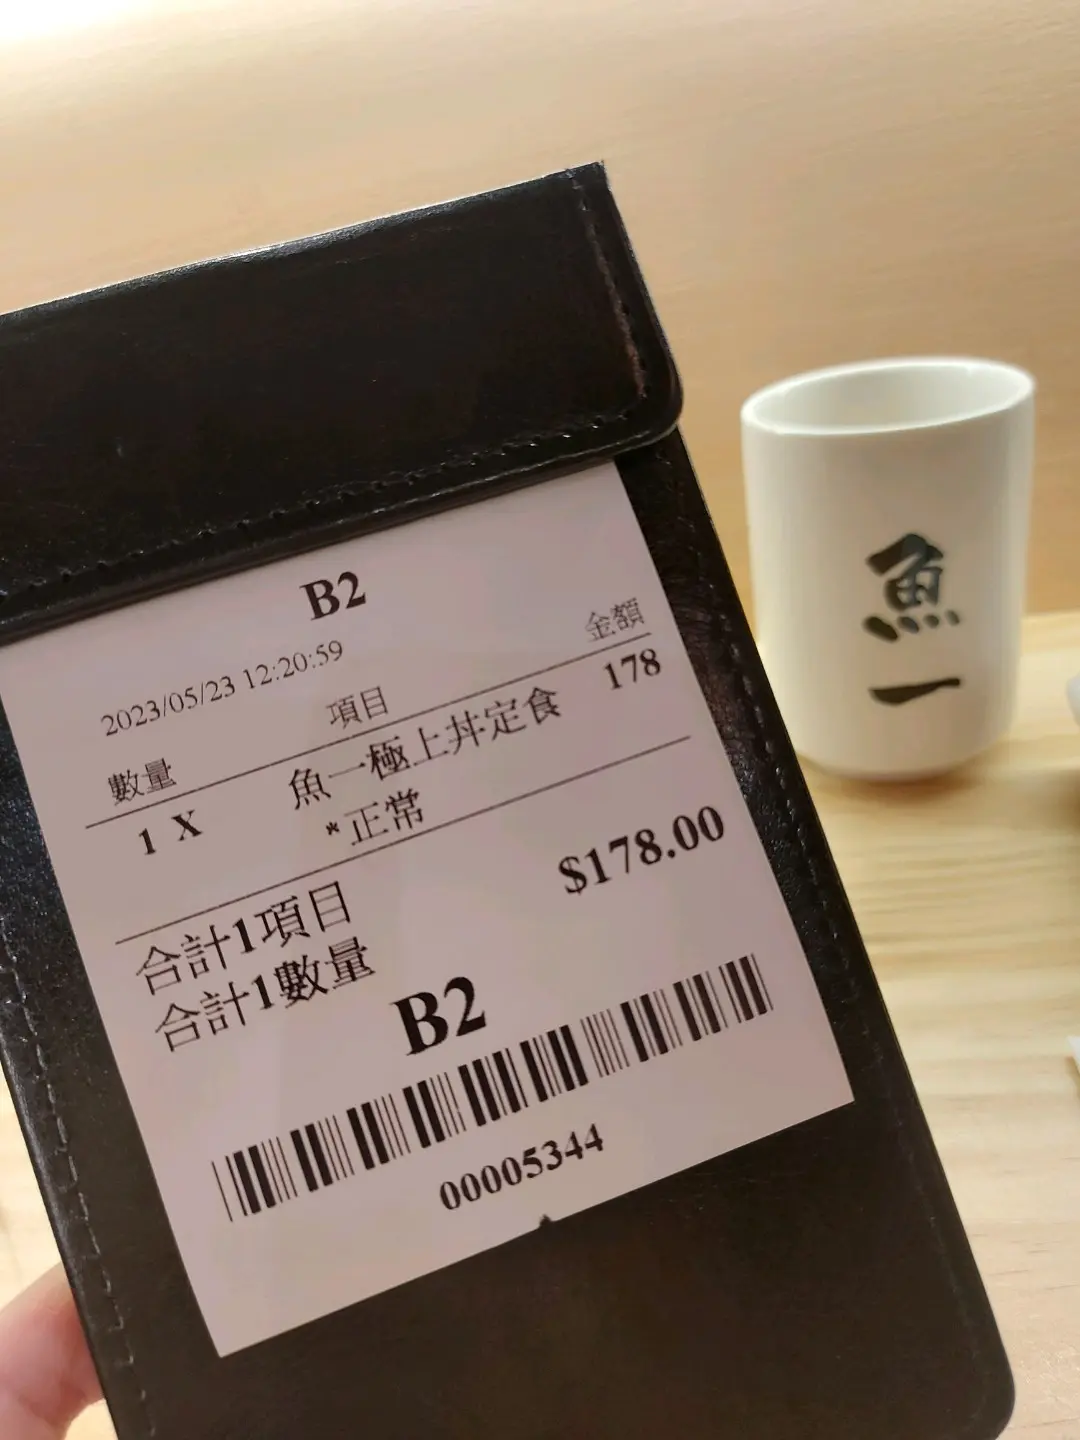 B2
2023/05/23 12:20:59
數量 項目 金額
1 X 魚一極上丼定食 178
*正常
合計1項目 $178.00
合計1數量
B2
00005344
魚
一